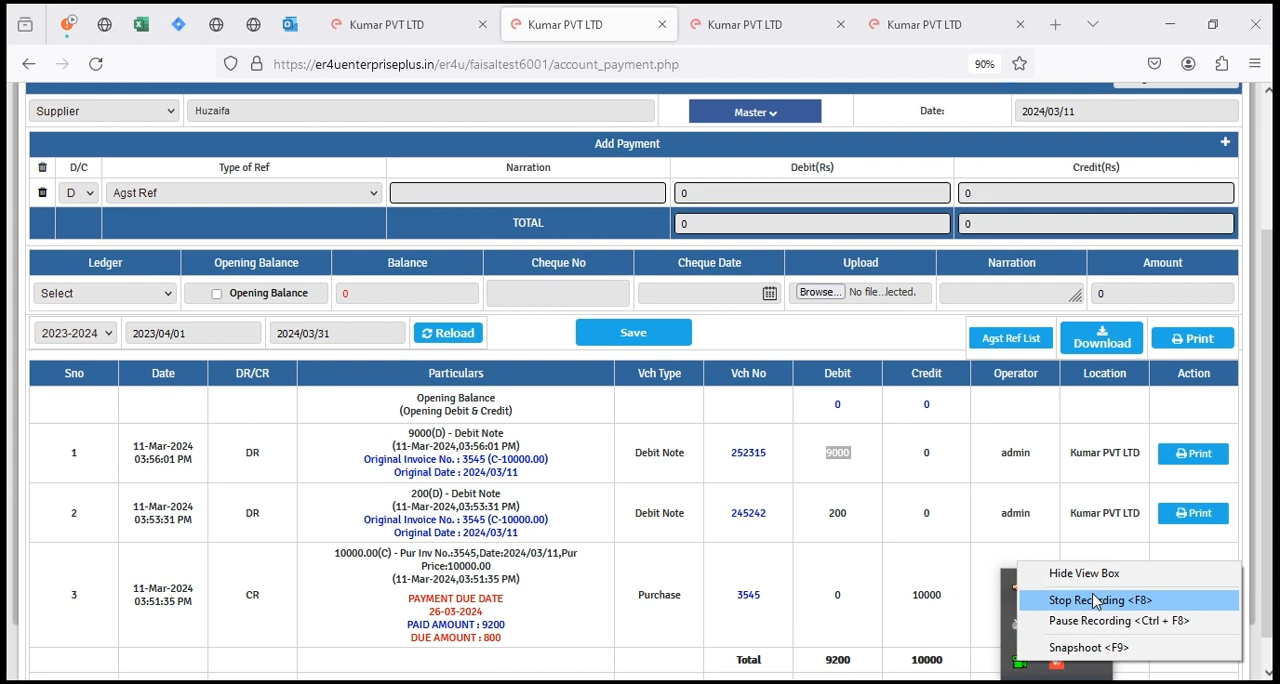 Kumar PVT LTD
Kumar PVT LTD
Kumar PVT LTD
Kumar PVT LTD
https://er4uenterpriseplus.in/er4u/faisaltest6001/account_payment.php
90%
Supplier
Huzaifa
Master
Date:
2024/03/11
Add Payment
D/C
Type of Ref
Narration
Debit(Rs)
Credit(Rs)
D
Agst Ref
0
0
TOTAL
0
0
Ledger
Opening Balance
Balance
Cheque No
Cheque Date
Upload
Narration
Amount
Select
Opening Balance
0
Browse... No file...lected.
0
2023-2024
2023/04/01
2024/03/31
Reload
Save
Agst Ref List
Download
Print
Sno
Date
DR/CR
Particulars
Vch Type
Vch No
Debit
Credit
Operator
Location
Action
Opening Balance
(Opening Debit & Credit)
0
0
1
11-Mar-2024
03:56:01 PM
DR
9000(D) - Debit Note
(11-Mar-2024,03:56:01 PM)
Original Invoice No. : 3545 (C-10000.00)
Original Date : 2024/03/11
Debit Note
252315
9000
0
admin
Kumar PVT LTD
Print
2
11-Mar-2024
03:53:31 PM
DR
200(D) - Debit Note
(11-Mar-2024,03:53:31 PM)
Original Invoice No. : 3545 (C-10000.00)
Original Date : 2024/03/11
Debit Note
245242
200
0
admin
Kumar PVT LTD
Print
3
11-Mar-2024
03:51:35 PM
CR
10000.00(C) - Pur Inv No.:3545,Date:2024/03/11,Pur
Price:10000.00
(11-Mar-2024,03:51:35 PM)
PAYMENT DUE DATE
26-03-2024
PAID AMOUNT : 9200
DUE AMOUNT : 800
Purchase
3545
0
10000
Total
9200
10000
Hide View Box
Stop Recording <F8>
Pause Recording <Ctrl + F8>
Snapshoot <F9>